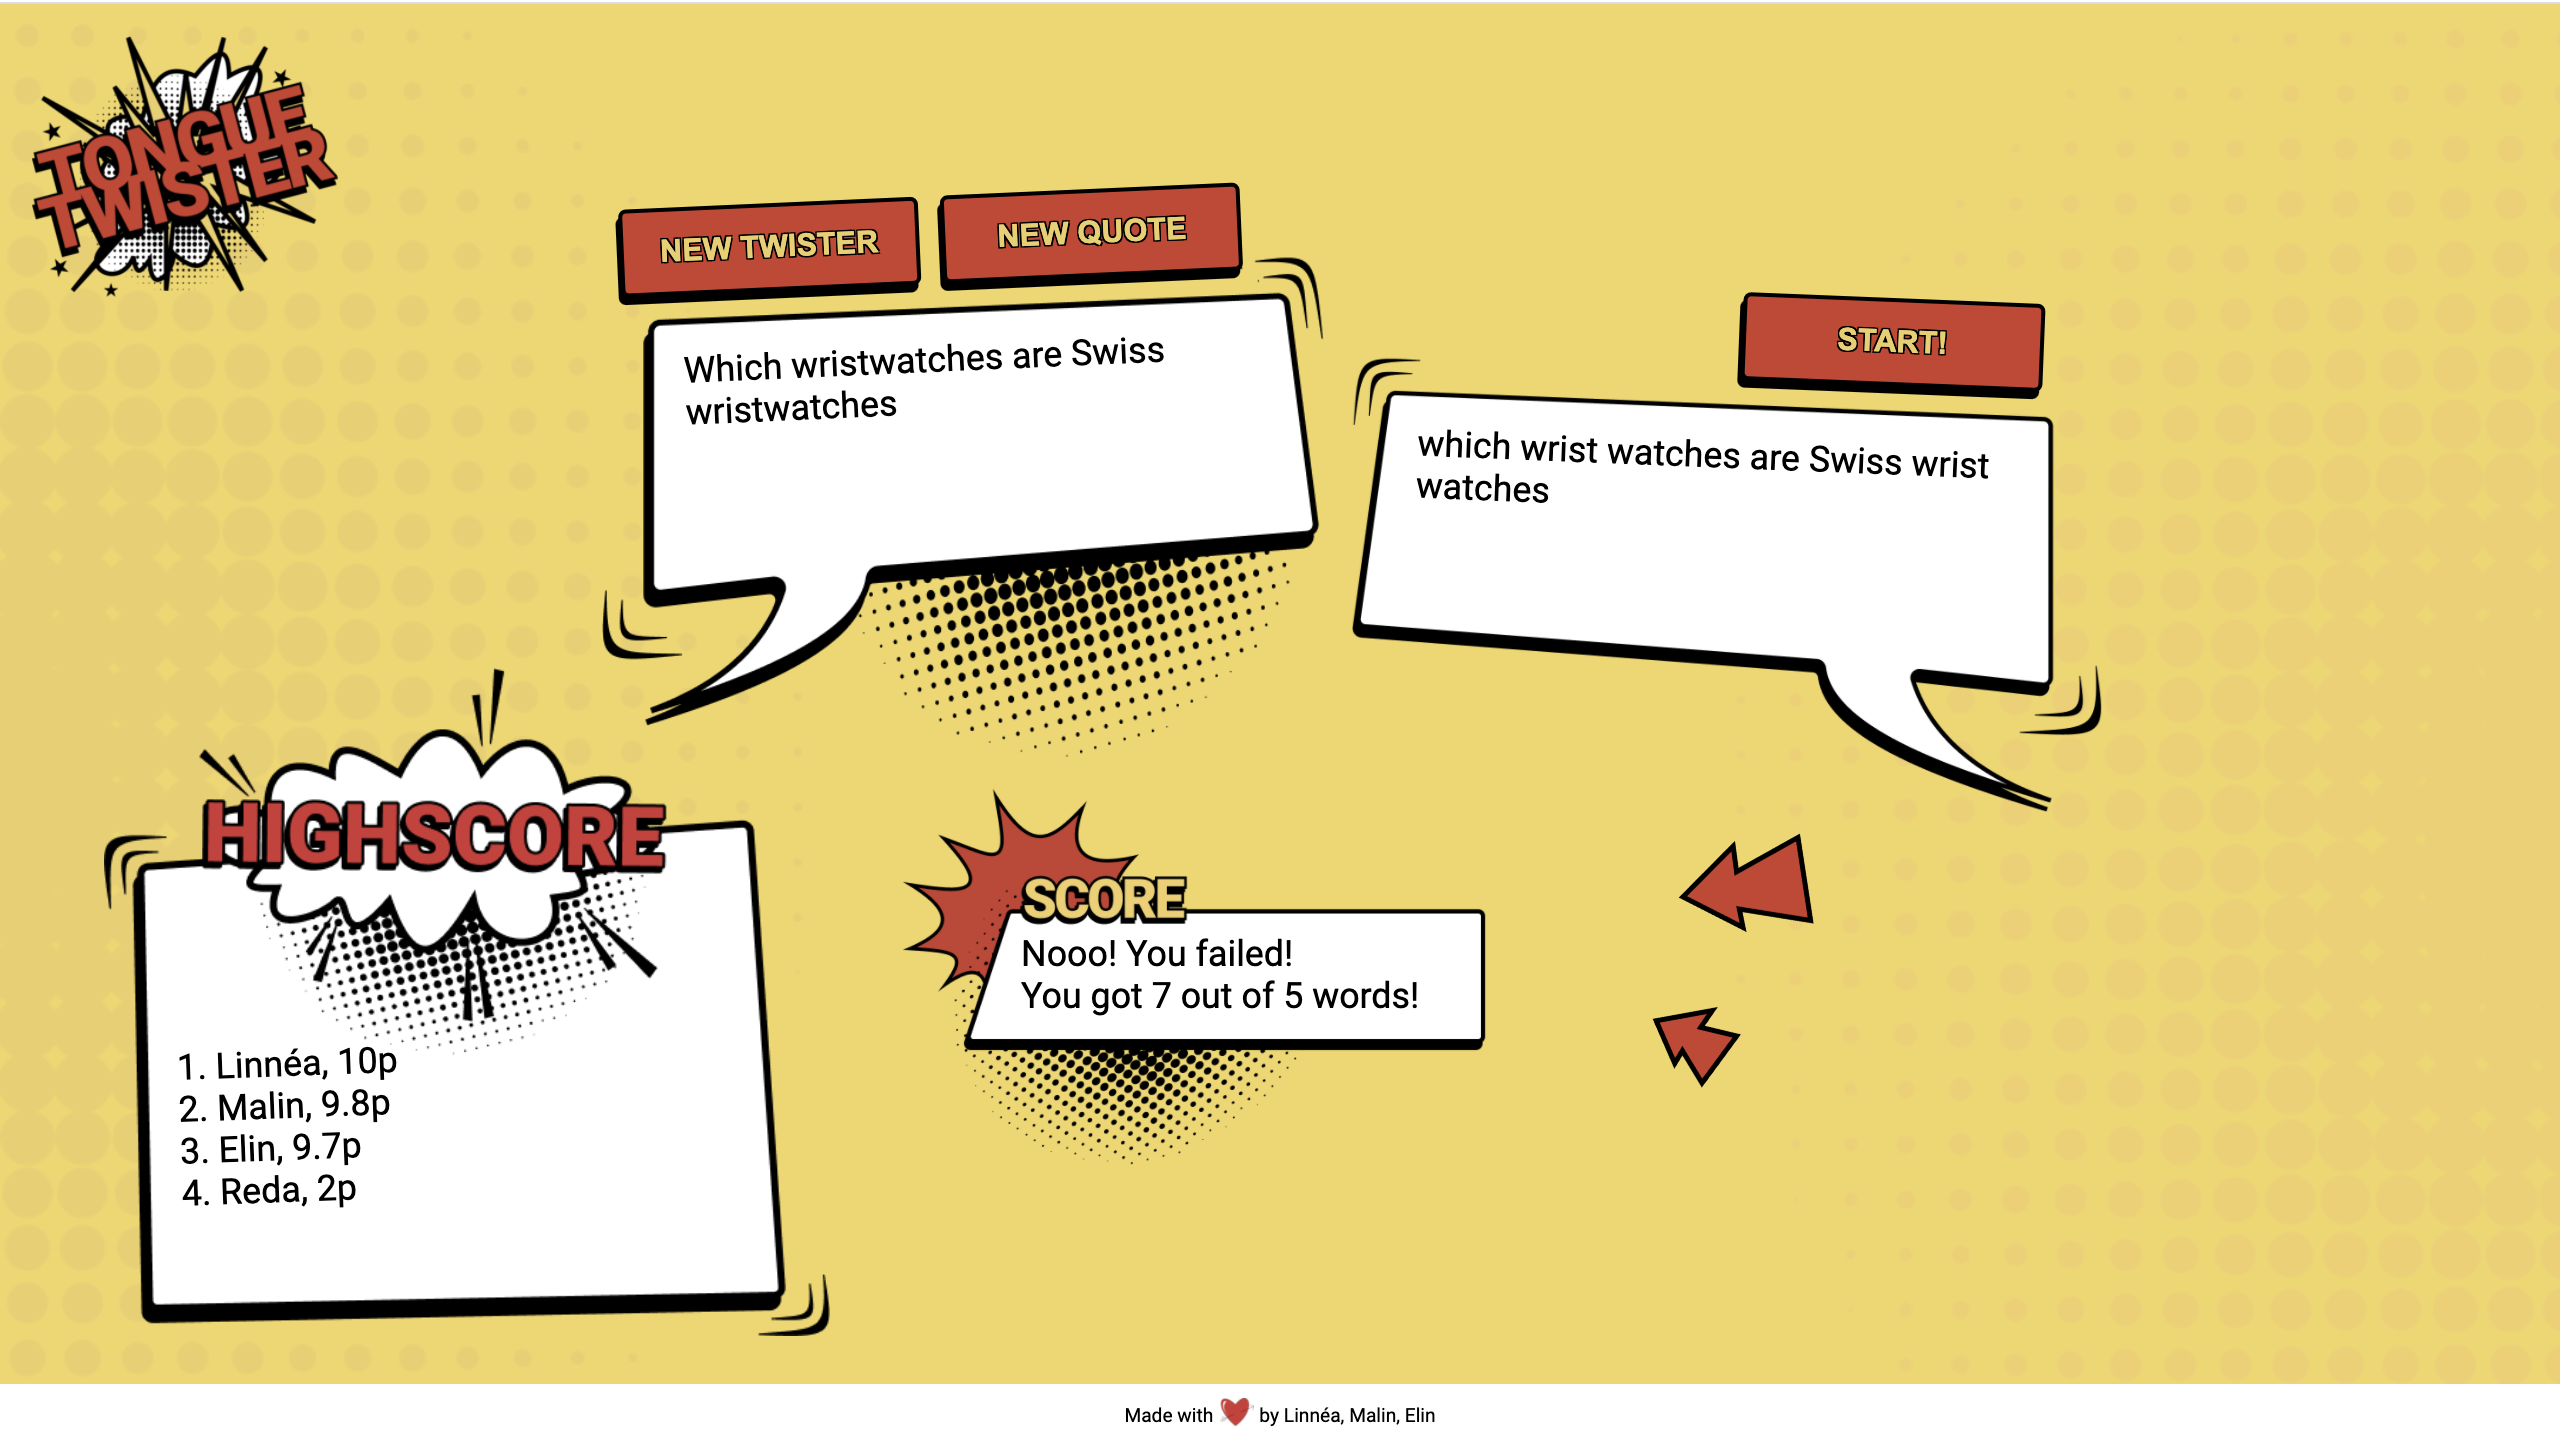 TONGUE
TWISTER
NEW TWISTER
NEW QUOTE
Which wristwatches are Swiss
wristwatches
START!
which wrist watches are Swiss wrist
watches
HIGHSCORE
1. Linnéa, 10p
2. Malin, 9.8p
3. Elin, 9.7p
4. Reda, 2p
SCORE
Nooo! You failed!
You got 7 out of 5 words!
Made with 💘 by Linnéa, Malin, Elin